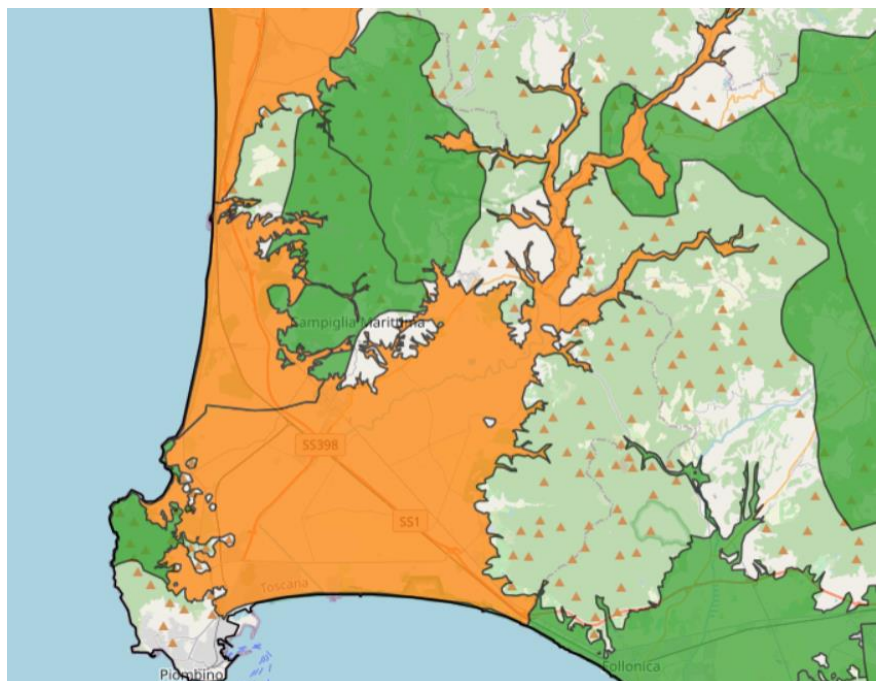 Campiglia Marittima
SS398
SS1
Toscana
Piombino
Follonica